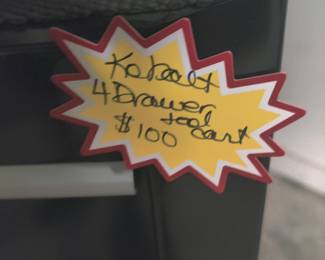 Kobalt
4 Drawer
tool cart
$100